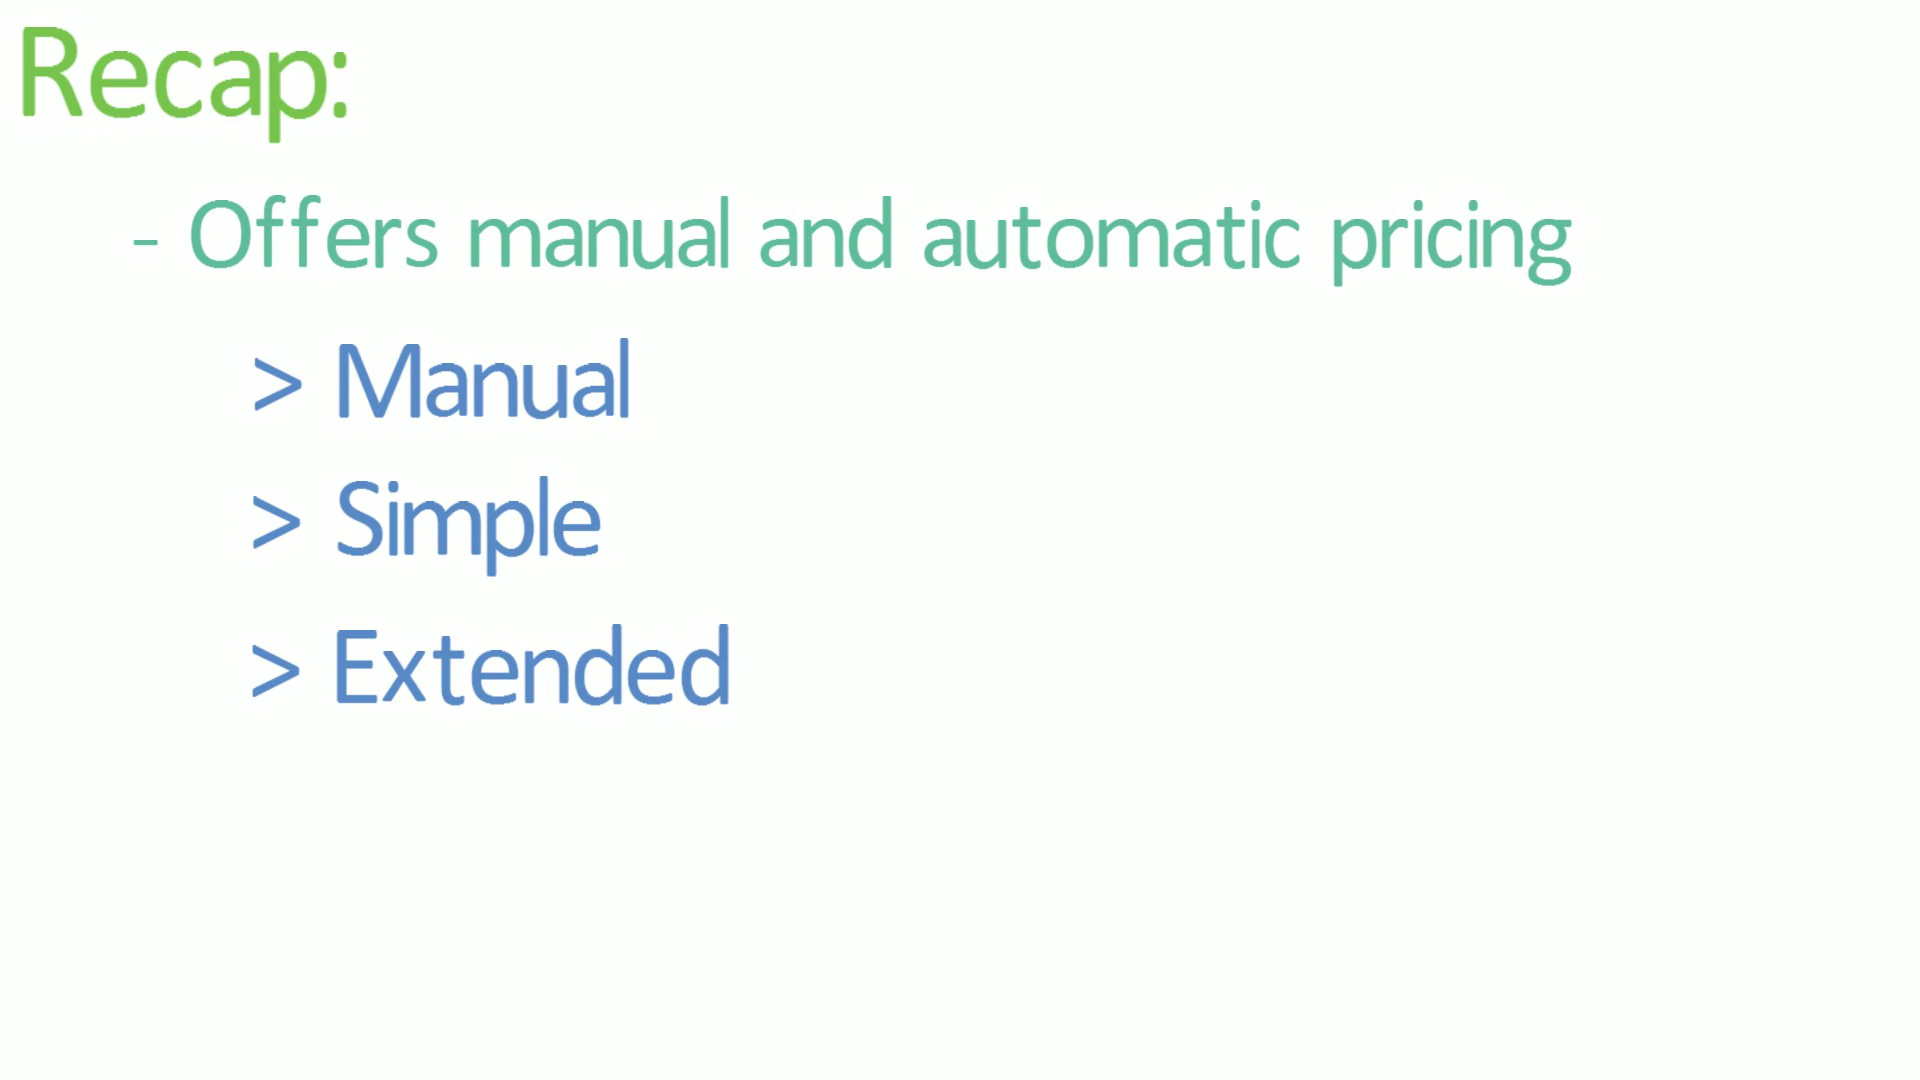 Recap:
- Offers manual and automatic pricing
> Manual
> Simple
> Extended